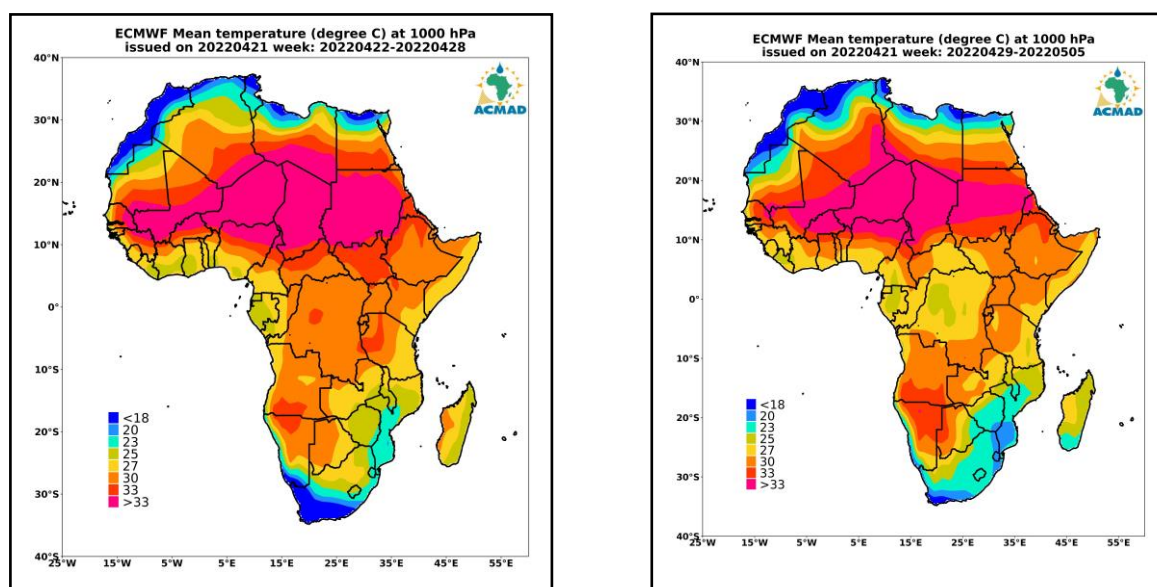 ECMWF Mean temperature (degree C) at 1000 hPa
issued on 20220421 week: 20220422-20220428
40°N
30°N
20°N
10°N
0°
10°S
20°S
30°S
40°S
25°W
15°W
5°W
5°E
15°E
25°E
35°E
45°E
55°E
ACMAD
<18
20
23
25
27
30
33
>33
ECMWF Mean temperature (degree C) at 1000 hPa
issued on 20220421 week: 20220429-20220505
40°N
30°N
20°N
10°N
0°
10°S
20°S
30°S
40°S
25°W
15°W
5°W
5°E
15°E
25°E
35°E
45°E
55°E
ACMAD
<18
20
23
25
27
30
33
>33